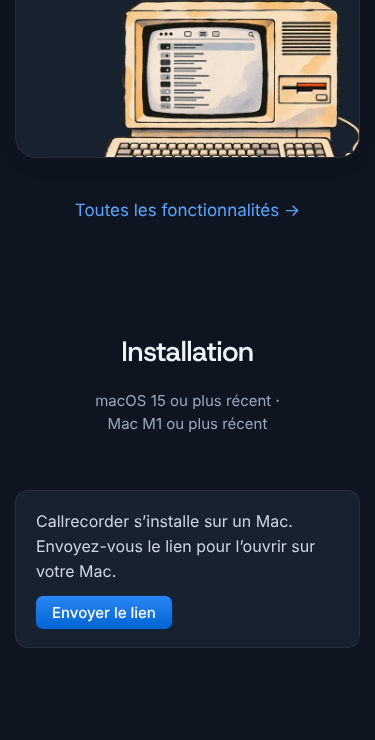 Toutes les fonctionnalités →
Installation
macOS 15 ou plus récent ·
Mac M1 ou plus récent
Callrecorder s’installe sur un Mac.
Envoyez-vous le lien pour l’ouvrir sur
votre Mac.
Envoyer le lien